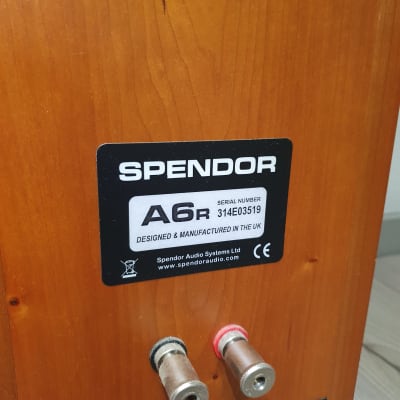 SPENDOR
A6R
SERIAL NUMBER
314E03519
DESIGNED & MANUFACTURED IN THE UK
Spendor Audio Systems Ltd
www.spendoraudio.com
CE